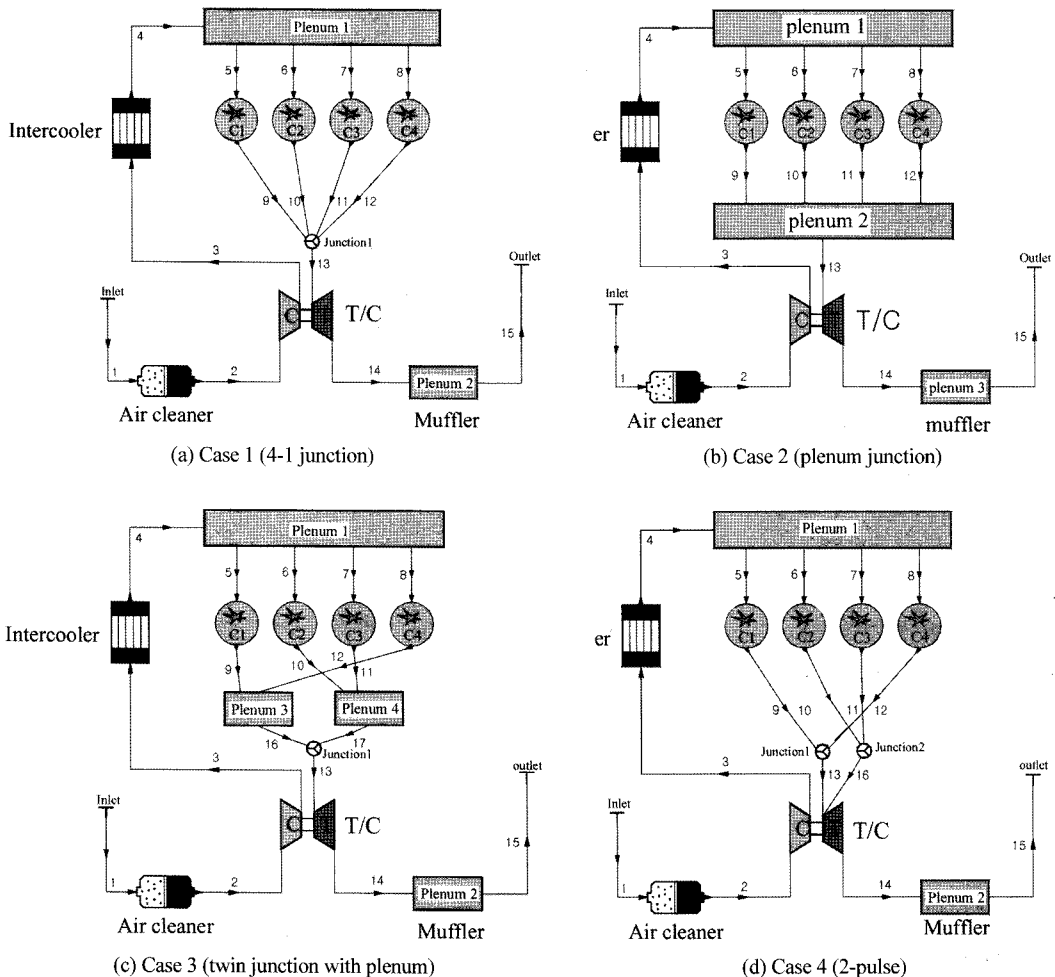 4
Plenum 1
5
6
7
8
Intercooler
C1
C2
C3
C4
9
10
11
12
Junction1
3
13
Inlet
Outlet
C
T/C
15
1
2
14
Plenum 2
Air cleaner
Muffler
(a) Case 1 (4-1 junction)
4
plenum 1
5
6
7
8
er
C1
C2
C3
C4
9
10
11
12
plenum 2
3
13
Inlet
Outlet
C
T/C
15
1
2
14
plenum 3
Air cleaner
muffler
(b) Case 2 (plenum junction)
4
Plenum 1
5
6
7
8
Intercooler
C1
C2
C3
C4
9
10
12
11
Plenum 3
Plenum 4
16
17
Junction1
3
13
Inlet
outlet
C
T/C
15
1
2
14
Plenum 2
Air cleaner
Muffler
(c) Case 3 (twin junction with plenum)
4
Plenum 1
5
6
7
8
er
C1
C2
C3
C4
9
10
11
12
Junction1
Junction2
3
13
16
Inlet
outlet
C
T/C
15
1
2
14
Plenum 2
Air cleaner
Muffler
(d) Case 4 (2-pulse)